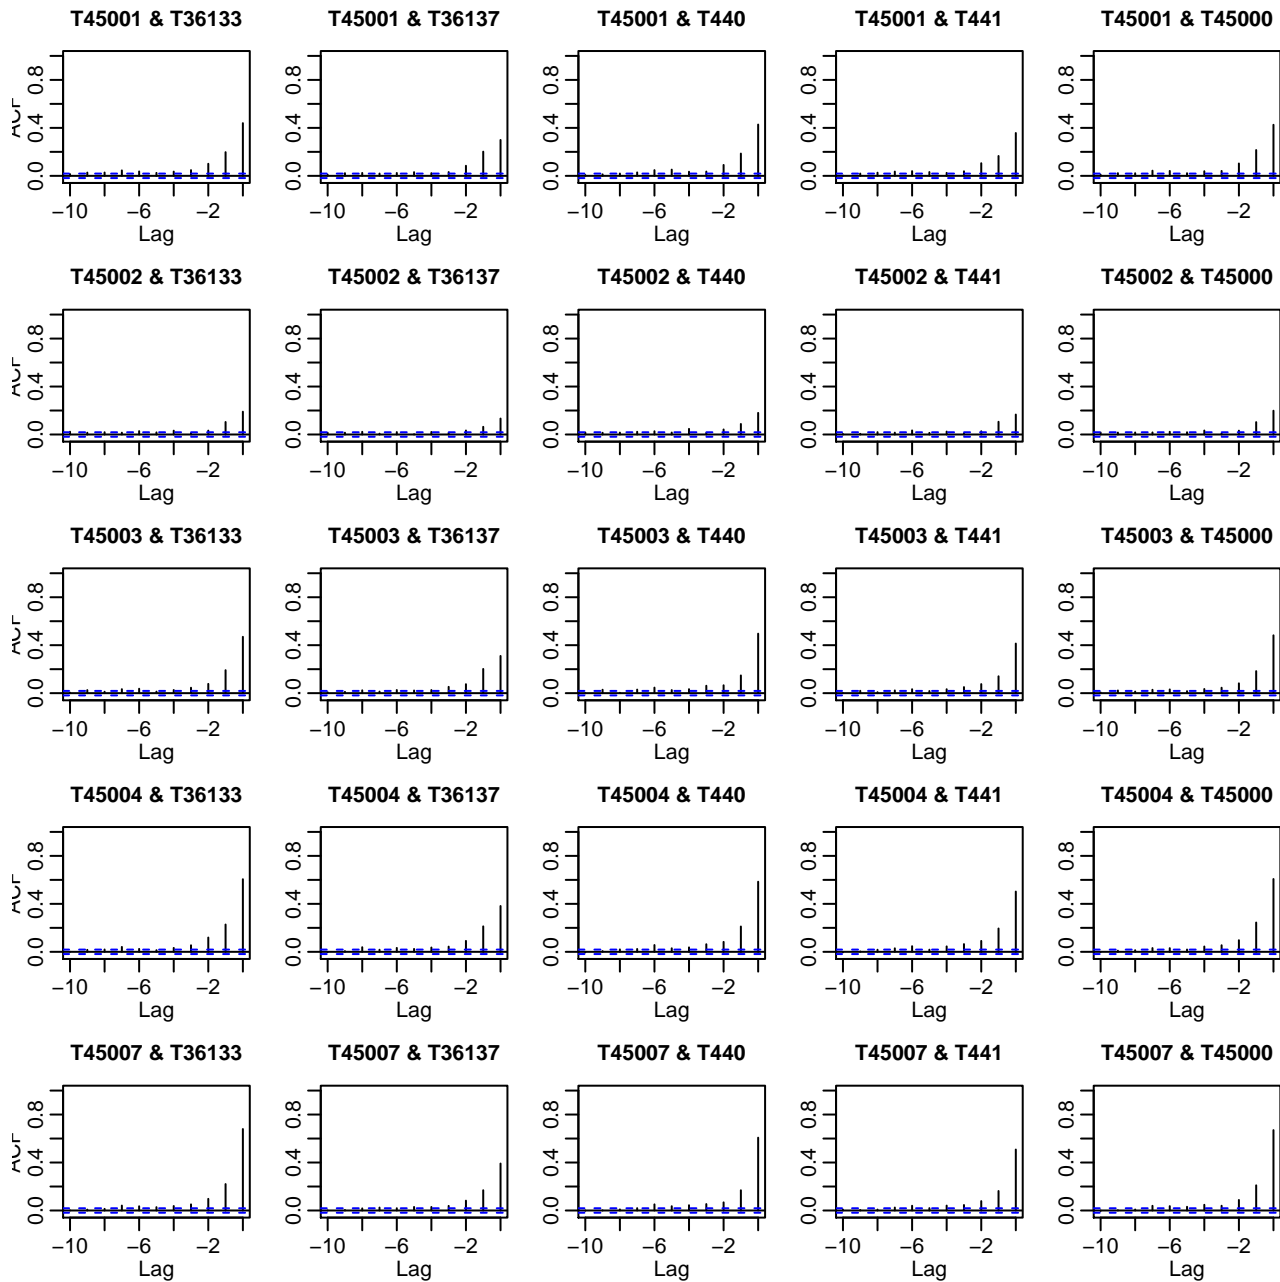 T45001 & T36133 T45001 & T36137 T45001 & T440 T45001 & T441 T45001 & T45000
0.0 0.4 0.8 0.0 0.4 0.8 0.0 0.4 0.8 0.0 0.4 0.8 0.0 0.4 0.8
−10 −6 −2 −10 −6 −2 −10 −6 −2 −10 −6 −2 −10 −6 −2
Lag Lag Lag Lag Lag
T45002 & T36133 T45002 & T36137 T45002 & T440 T45002 & T441 T45002 & T45000
0.0 0.4 0.8 0.0 0.4 0.8 0.0 0.4 0.8 0.0 0.4 0.8 0.0 0.4 0.8
−10 −6 −2 −10 −6 −2 −10 −6 −2 −10 −6 −2 −10 −6 −2
Lag Lag Lag Lag Lag
T45003 & T36133 T45003 & T36137 T45003 & T440 T45003 & T441 T45003 & T45000
0.0 0.4 0.8 0.0 0.4 0.8 0.0 0.4 0.8 0.0 0.4 0.8 0.0 0.4 0.8
−10 −6 −2 −10 −6 −2 −10 −6 −2 −10 −6 −2 −10 −6 −2
Lag Lag Lag Lag Lag
T45004 & T36133 T45004 & T36137 T45004 & T440 T45004 & T441 T45004 & T45000
0.0 0.4 0.8 0.0 0.4 0.8 0.0 0.4 0.8 0.0 0.4 0.8 0.0 0.4 0.8
−10 −6 −2 −10 −6 −2 −10 −6 −2 −10 −6 −2 −10 −6 −2
Lag Lag Lag Lag Lag
T45007 & T36133 T45007 & T36137 T45007 & T440 T45007 & T441 T45007 & T45000
0.0 0.4 0.8 0.0 0.4 0.8 0.0 0.4 0.8 0.0 0.4 0.8 0.0 0.4 0.8
−10 −6 −2 −10 −6 −2 −10 −6 −2 −10 −6 −2 −10 −6 −2
Lag Lag Lag Lag Lag